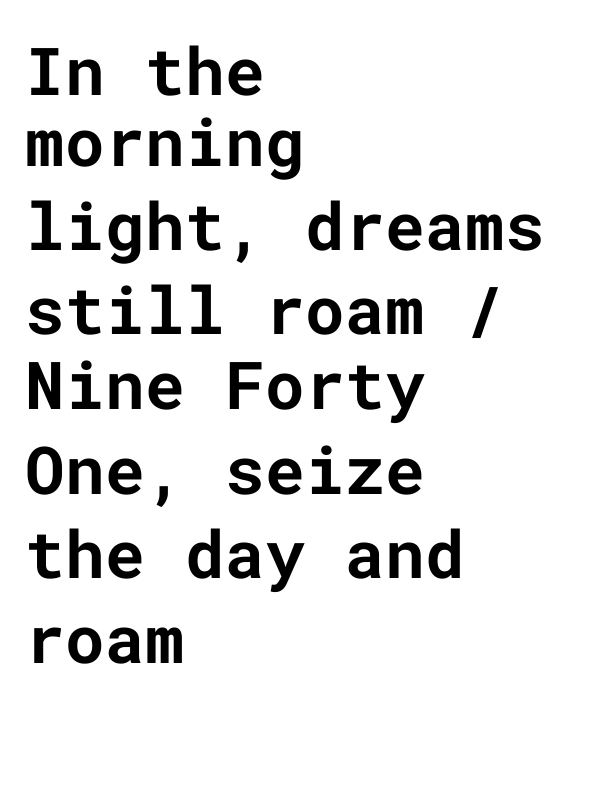 In the
morning
light, dreams
still roam /
Nine Forty
One, seize
the day and
roam